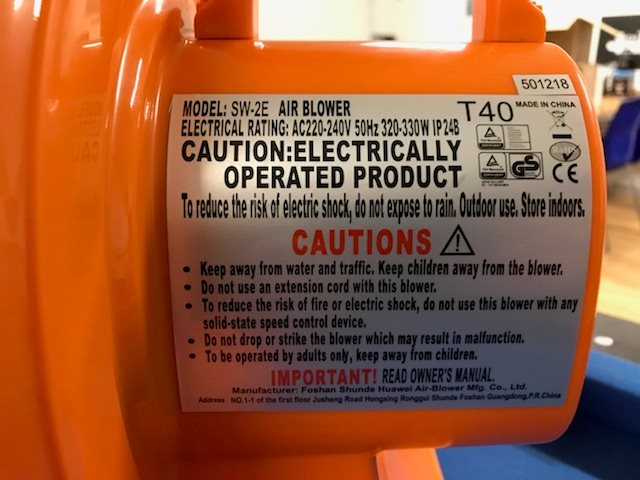 501218
MODEL: SW-2E AIR BLOWER
T40
MADE IN CHINA
ELECTRICAL RATING: AC220-240V 50Hz 320-330W IP24B
CAUTION:ELECTRICALLY
OPERATED PRODUCT
GS
CE
To reduce the risk of electric shock, do not expose to rain. Outdoor use. Store indoors.
CAUTIONS
• Keep away from water and traffic. Keep children away from the blower.
• Do not use an extension cord with this blower.
• To reduce the risk of fire or electric shock, do not use this blower with any
solid-state speed control device.
• Do not drop or strike the blower which may result in malfunction.
• To be operated by adults only, keep away from children.
IMPORTANT! READ OWNER'S MANUAL.
Manufacturer: Foshan Shunde Huawei Air-Blower Mfg. Co., Ltd.
Address: NO.1-1 of the first floor Jusheng Road Hongxing Ronggui Shunde Foshan Guangdong,P.R.China